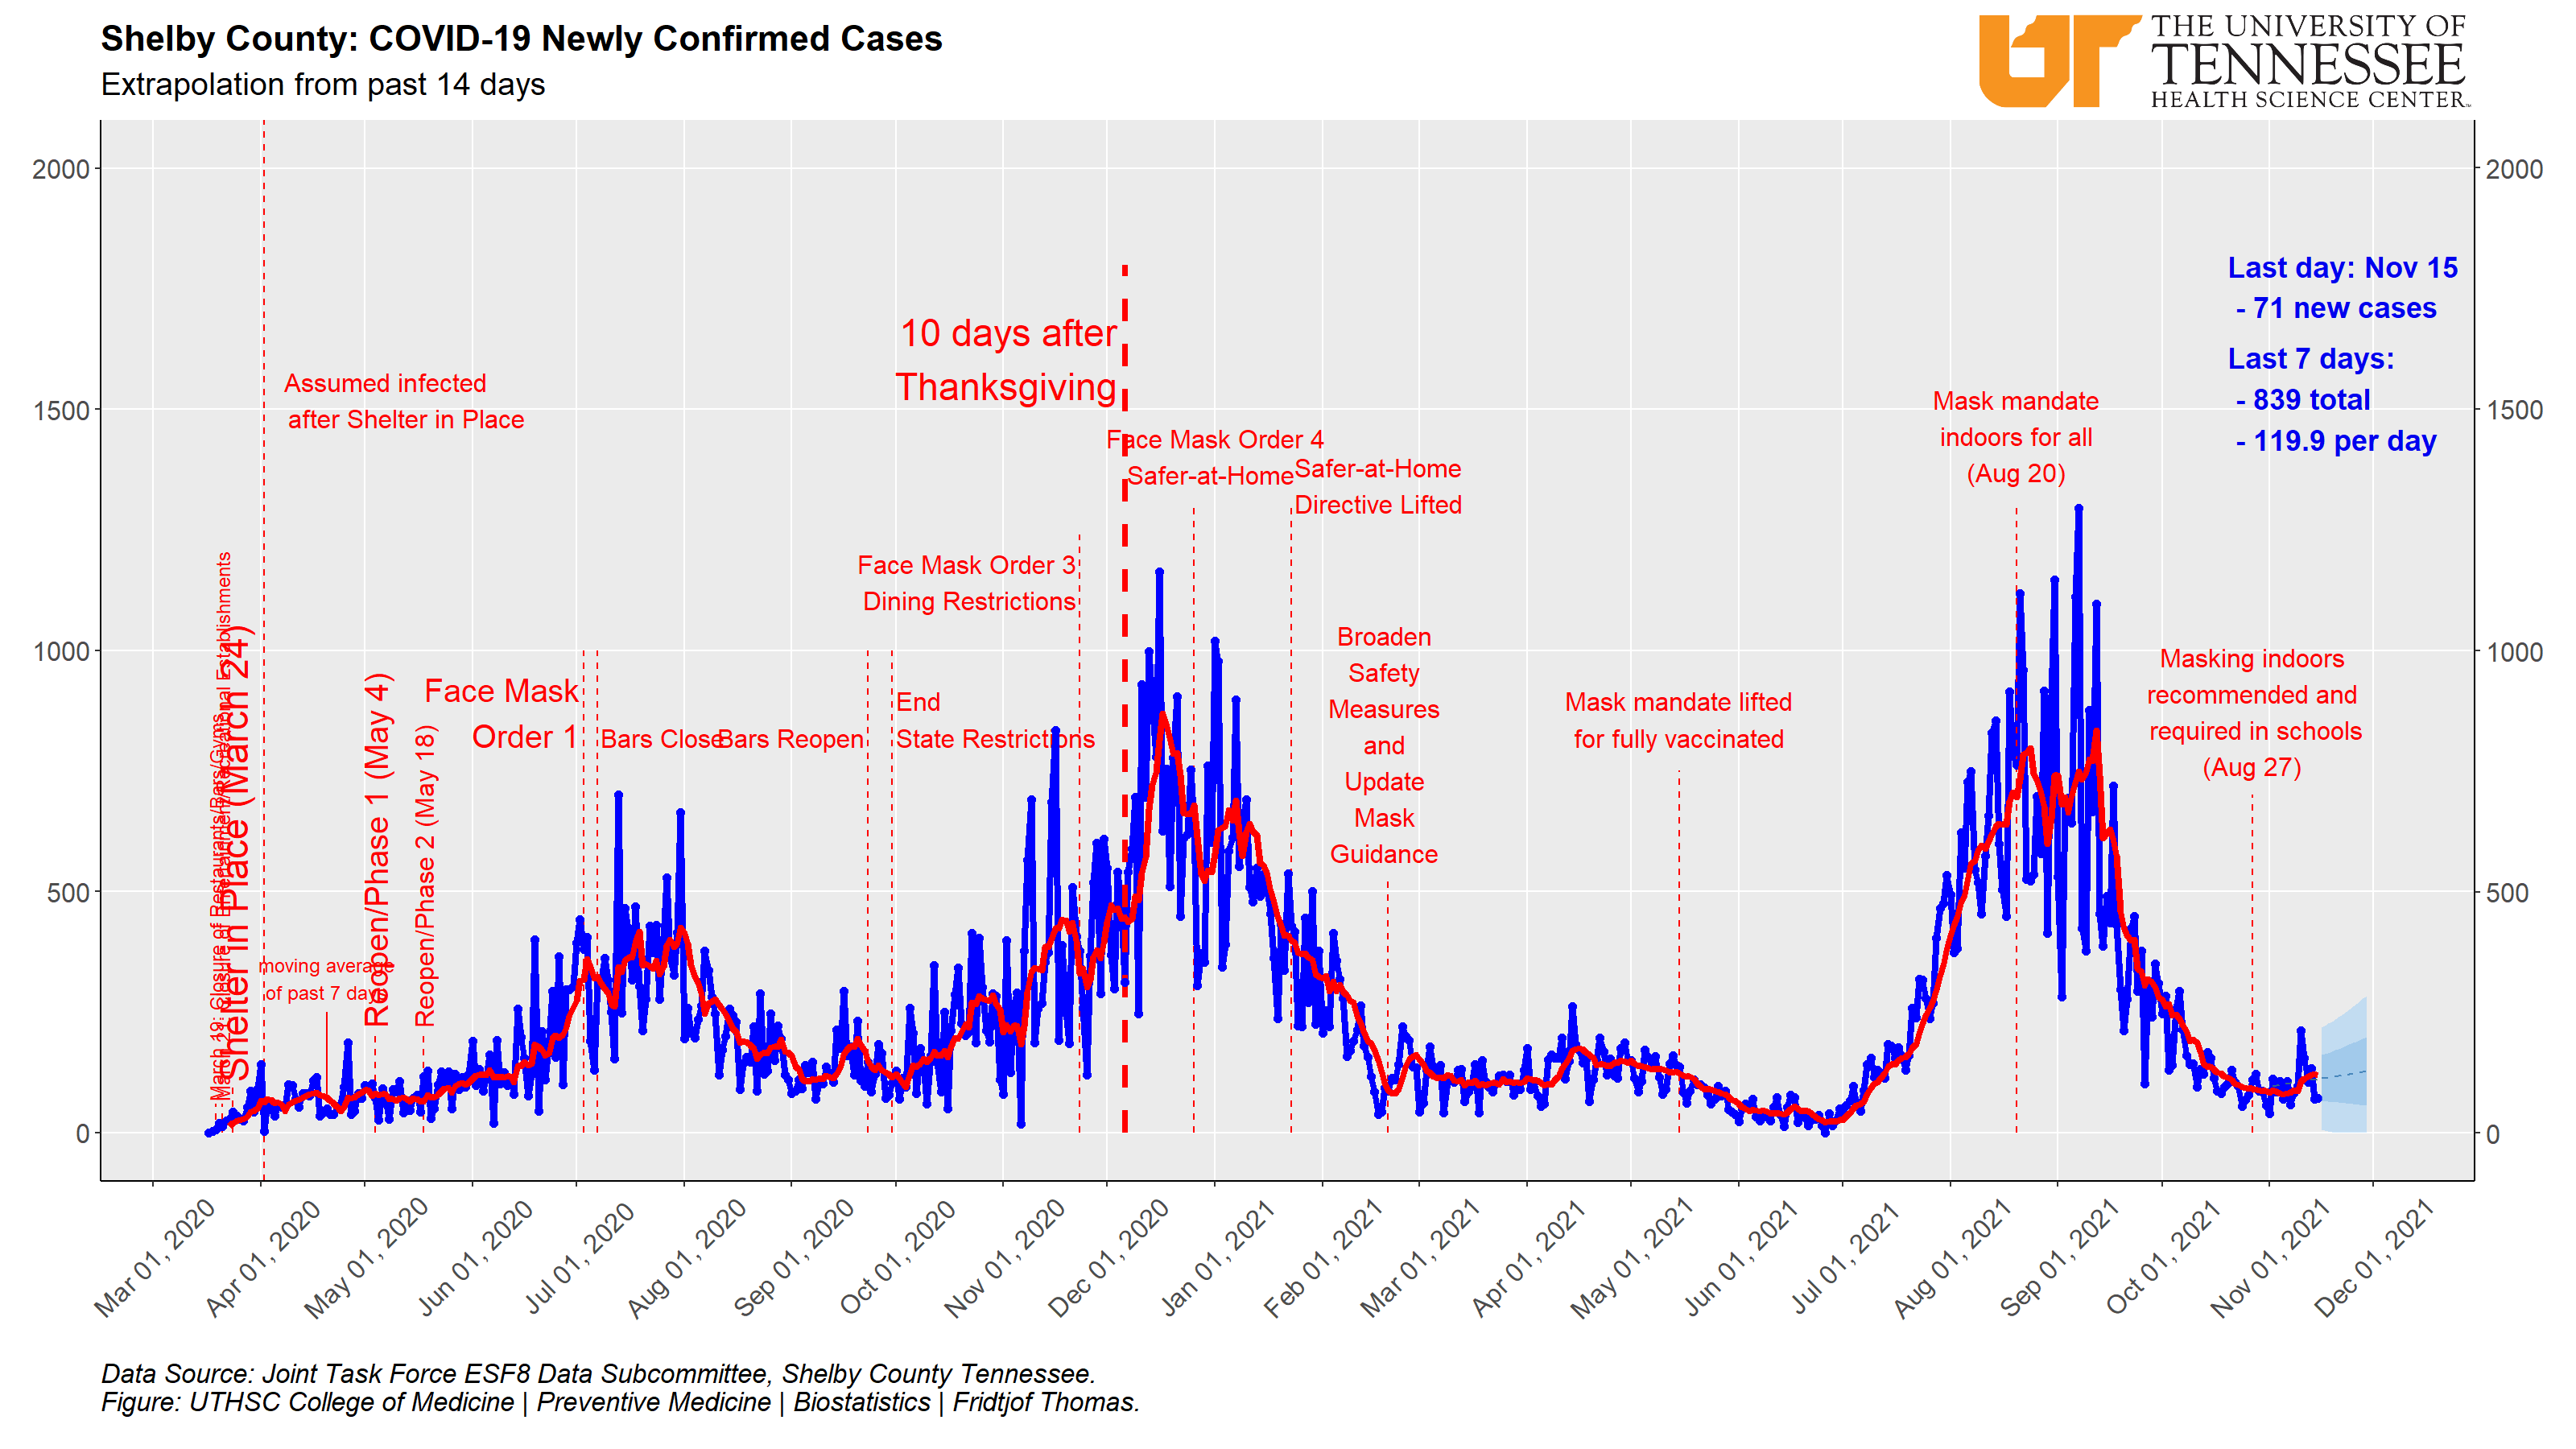 Shelby County: COVID-19 Newly Confirmed Cases
Extrapolation from past 14 days
THE UNIVERSITY OF
TENNESSEE
HEALTH SCIENCE CENTER
2000
1500
1000
500
0
2000
1500
1000
500
0
Last day: Nov 15
- 71 new cases
Last 7 days:
- 839 total
- 119.9 per day
March 19: Closure of Restaurants/Bars/Gyms
Shelter in Place (March 24)
Assumed infected
after Shelter in Place
moving average
of past 7 days
Reopen/Phase 1 (May 4)
Reopen/Phase 2 (May 18)
Face Mask
Order 1
Bars Close
Bars Reopen
End
State Restrictions
Face Mask Order 3
Dining Restrictions
10 days after
Thanksgiving
Face Mask Order 4
Safer-at-Home
Safer-at-Home
Directive Lifted
Broaden
Safety
Measures
and
Update
Mask
Guidance
Mask mandate lifted
for fully vaccinated
Mask mandate
indoors for all
(Aug 20)
Masking indoors
recommended and
required in schools
(Aug 27)
Mar 01, 2020
Apr 01, 2020
May 01, 2020
Jun 01, 2020
Jul 01, 2020
Aug 01, 2020
Sep 01, 2020
Oct 01, 2020
Nov 01, 2020
Dec 01, 2020
Jan 01, 2021
Feb 01, 2021
Mar 01, 2021
Apr 01, 2021
May 01, 2021
Jun 01, 2021
Jul 01, 2021
Aug 01, 2021
Sep 01, 2021
Oct 01, 2021
Nov 01, 2021
Dec 01, 2021
Data Source: Joint Task Force ESF8 Data Subcommittee, Shelby County Tennessee.
Figure: UTHSC College of Medicine | Preventive Medicine | Biostatistics | Fridtjof Thomas.